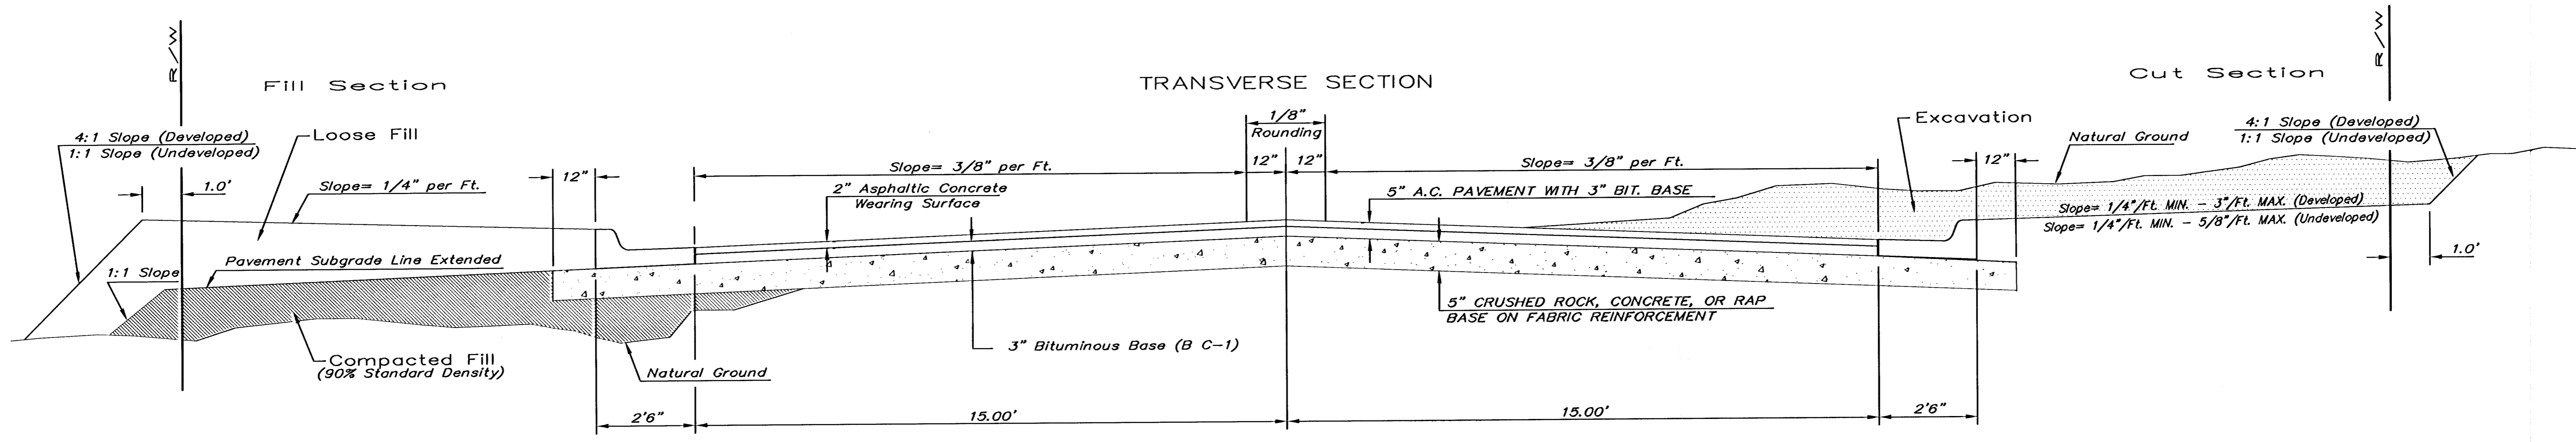 R/W
Fill Section
TRANSVERSE SECTION
Cut Section
R/W
4:1 Slope (Developed)
1:1 Slope (Undeveloped)
Loose Fill
1/8"
Rounding
Excavation
Natural Ground
4:1 Slope (Developed)
1:1 Slope (Undeveloped)
1.0'
Slope= 1/4" per Ft.
12"
Slope= 3/8" per Ft.
12"
12"
Slope= 3/8" per Ft.
12"
2" Asphaltic Concrete
Wearing Surface
5" A.C. PAVEMENT WITH 3" BIT. BASE
Slope= 1/4"/Ft. MIN. - 3"/Ft. MAX. (Developed)
Slope= 1/4"/Ft. MIN. - 5/8"/Ft. MAX. (Undeveloped)
1.0'
1:1 Slope
Pavement Subgrade Line Extended
5" CRUSHED ROCK, CONCRETE, OR RAP
BASE ON FABRIC REINFORCEMENT
3" Bituminous Base (B C-1)
Compacted Fill
(90% Standard Density)
Natural Ground
2'6"
15.00'
15.00'
2'6"